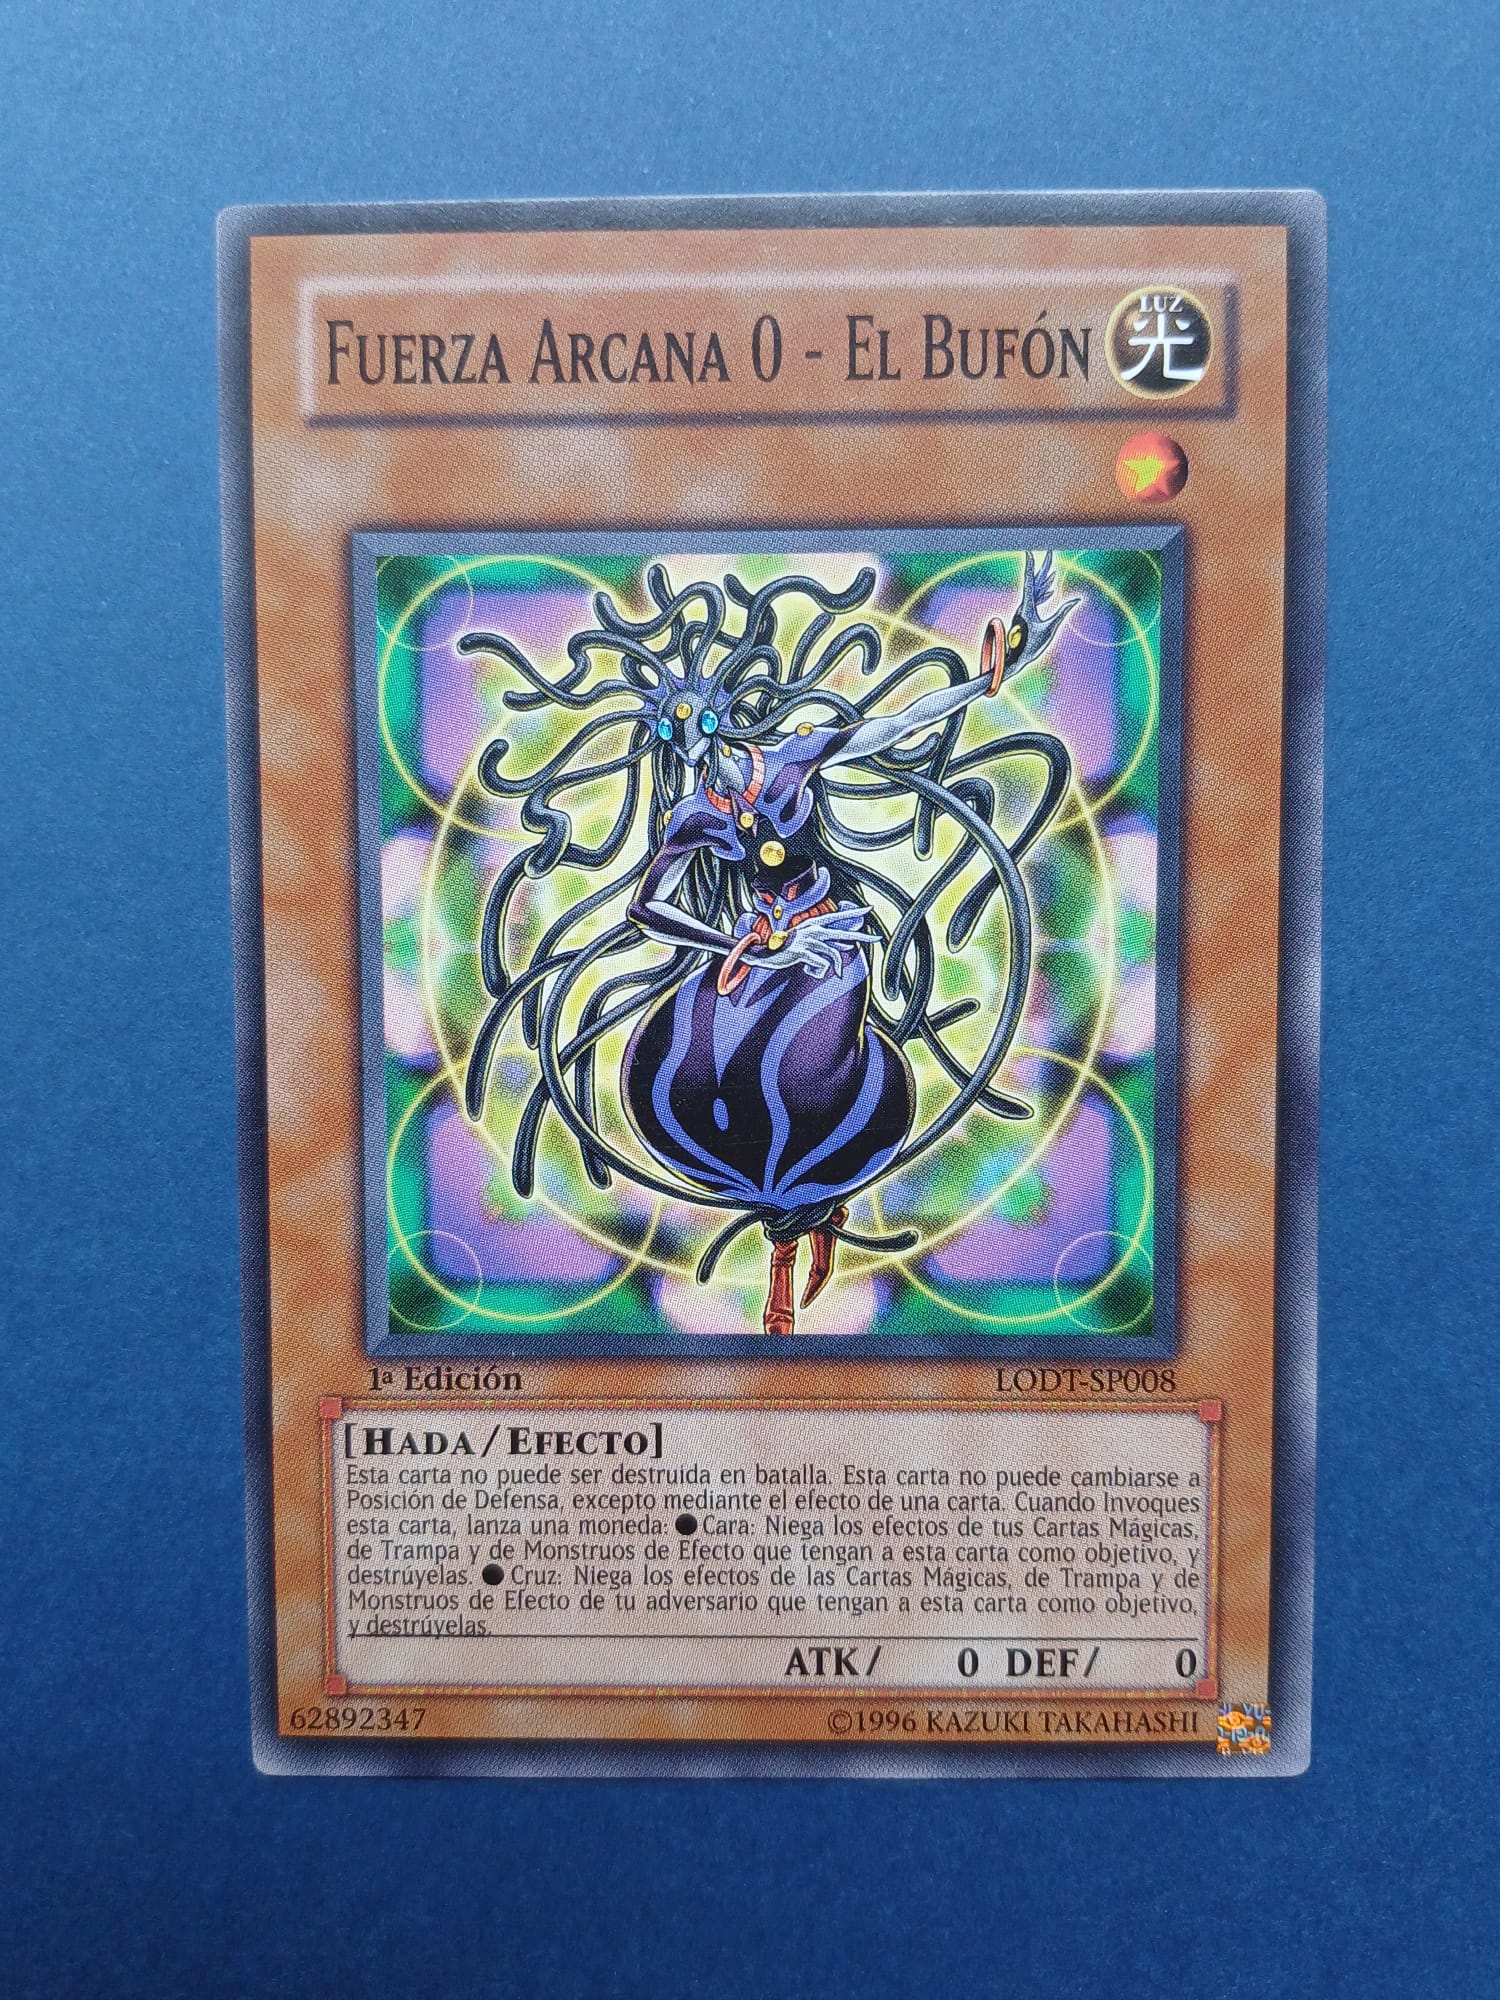 FUERZA ARCANA 0 - EL BUFÓN
LUZ
光
1ª Edición
LODT-SP008
[HADA/EFECTO]
Esta carta no puede ser destruida en batalla. Esta carta no puede cambiarse a
Posición de Defensa, excepto mediante el efecto de una carta. Cuando Invoques
esta carta, lanza una moneda: ●Cara: Niega los efectos de tus Cartas Mágicas,
de Trampa y de Monstruos de Efecto que tengan a esta carta como objetivo, y
destrúyelas. ●Cruz: Niega los efectos de las Cartas Mágicas, de Trampa y de
Monstruos de Efecto de tu adversario que tengan a esta carta como objetivo,
y destrúyelas.
ATK/ 0 DEF/ 0
62892347
©1996 KAZUKI TAKAHASHI